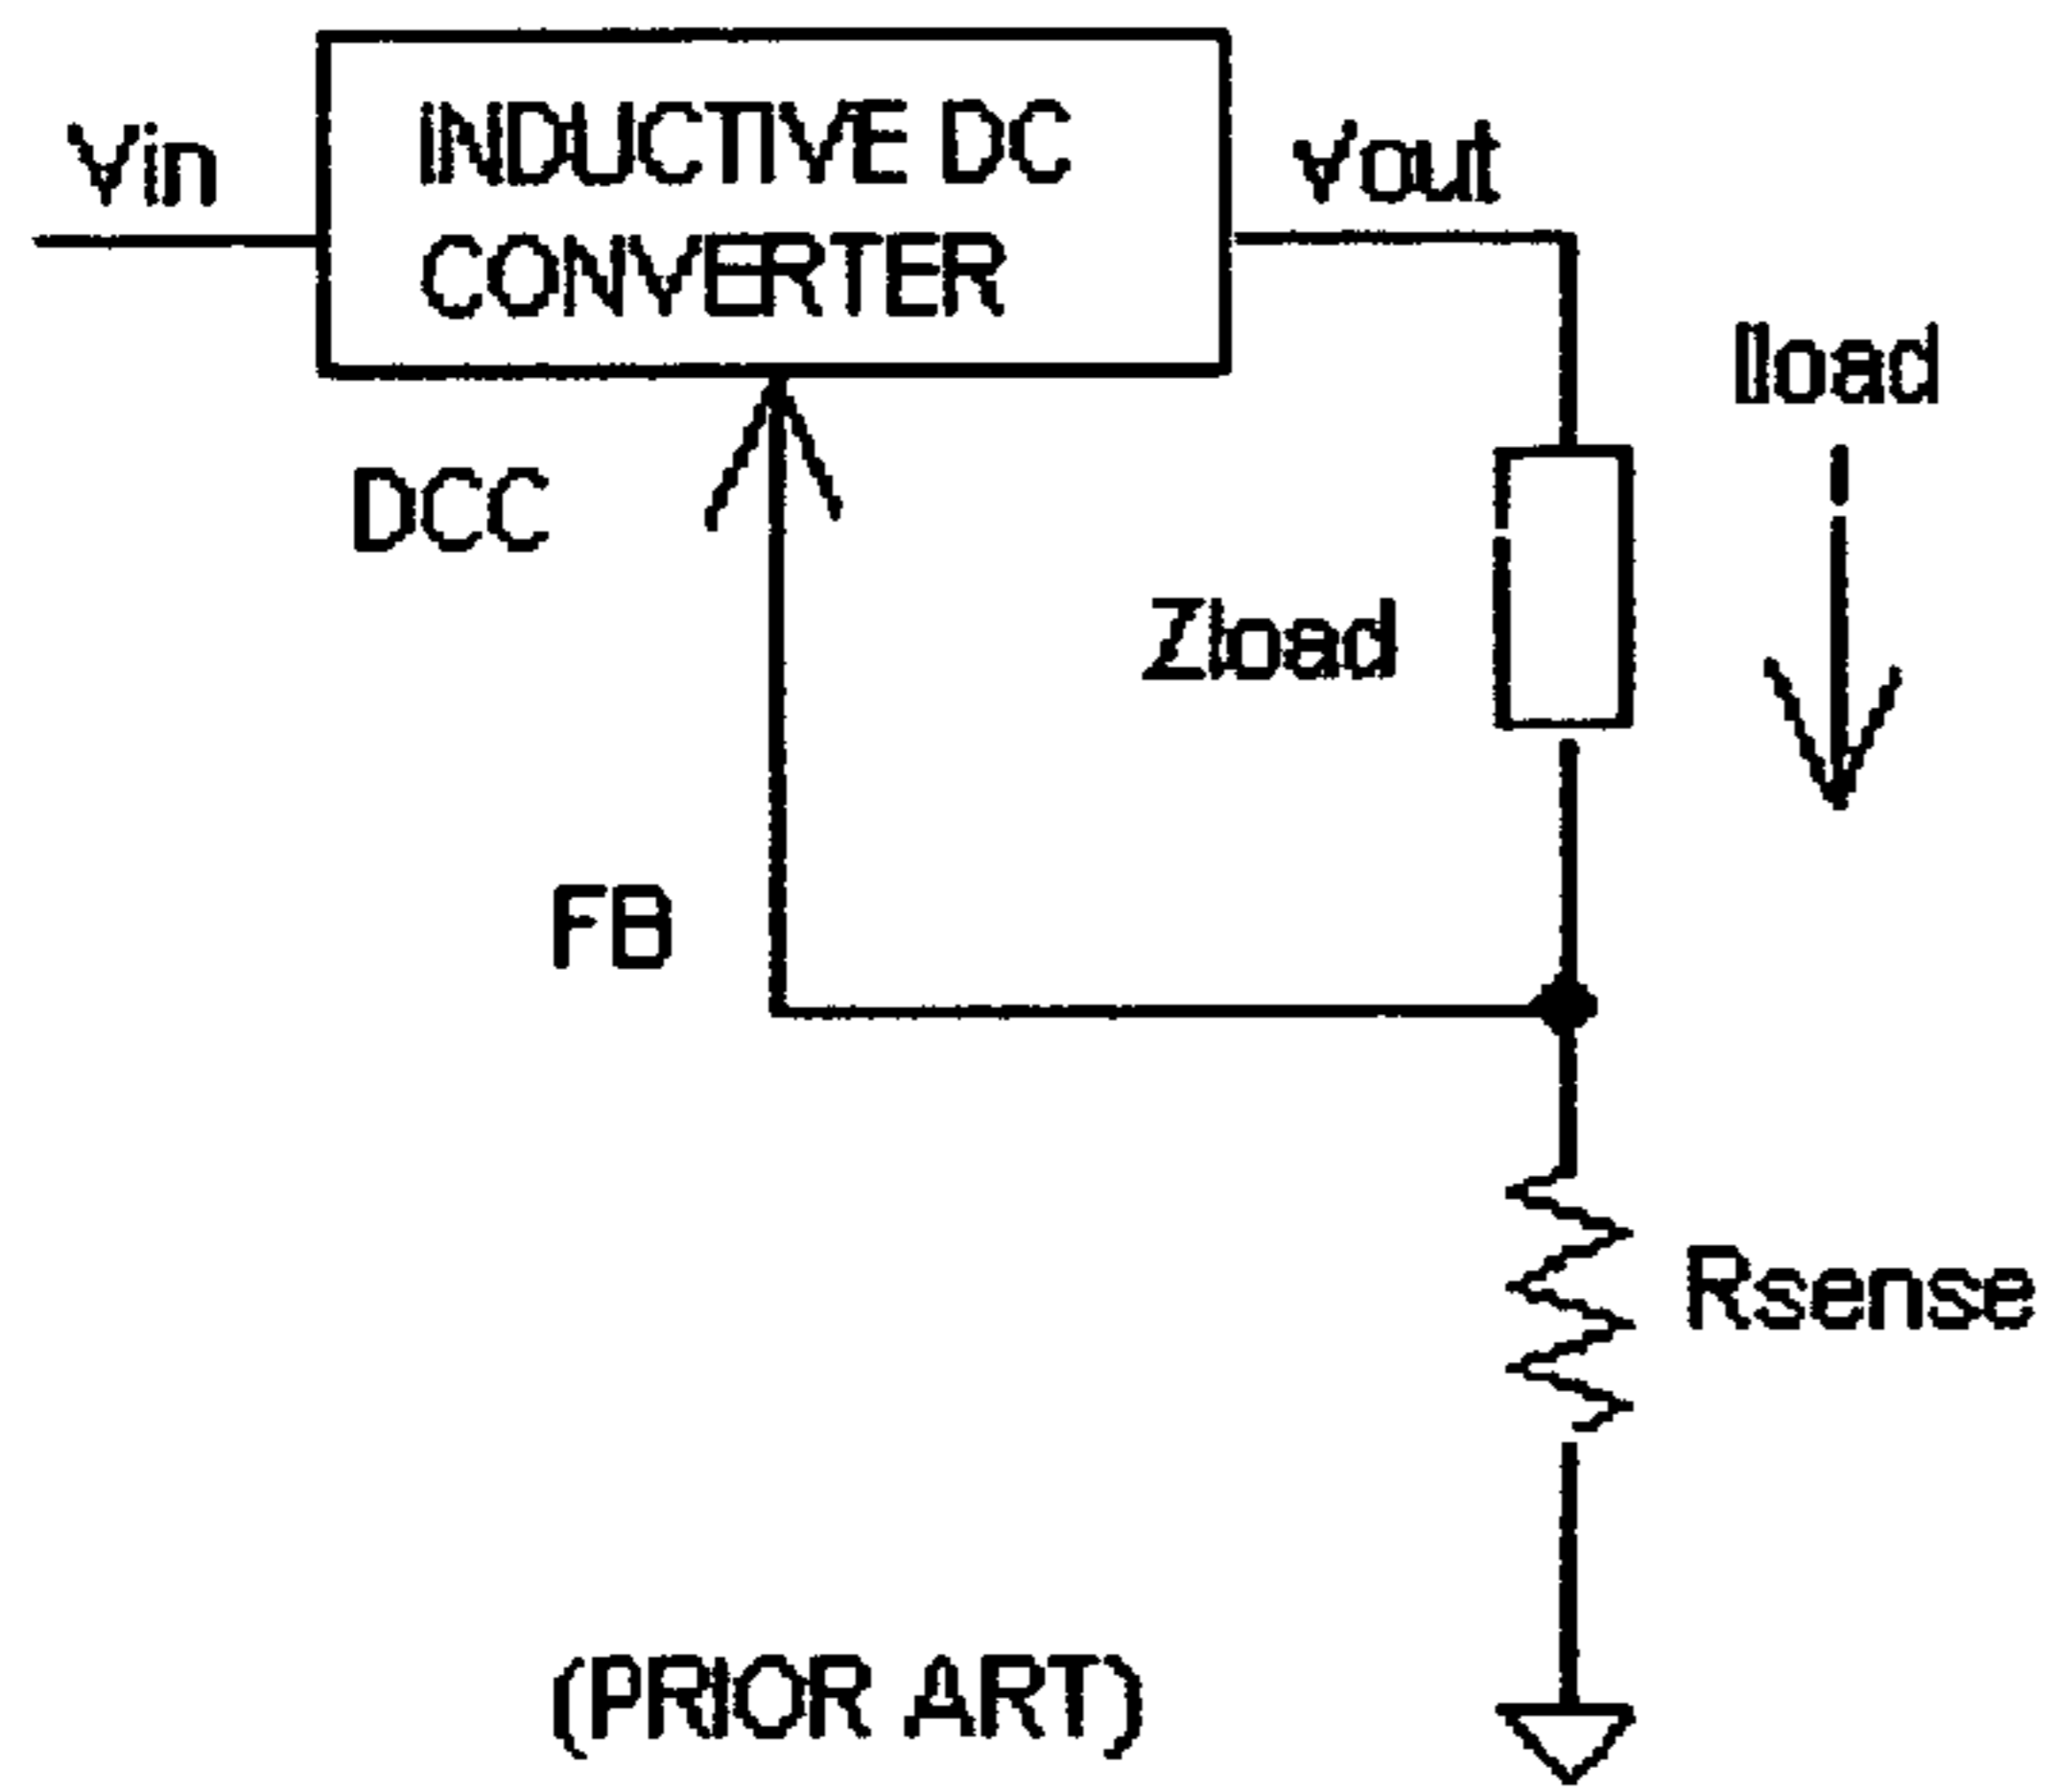 Vin
INDUCTIVE DC
CONVERTER
Vout
Iload
DCC
Zload
FB
Rsense
(PRIOR ART)